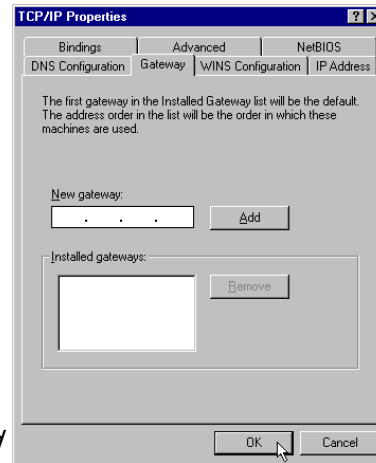 TCP/IP Properties
Bindings Advanced NetBIOS
DNS Configuration Gateway WINS Configuration IP Address
The first gateway in the Installed Gateway list will be the default.
The address order in the list will be the order in which these
machines are used.
New gateway:
. . . Add
Installed gateways:
Remove
y
OK Cancel